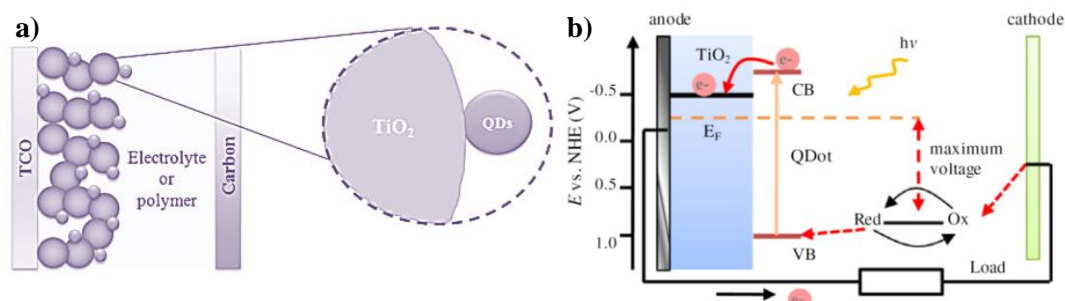 a)
TCO
Electrolyte
or
polymer
Carbon
TiO₂
QDs
b)
anode
cathode
E vs. NHE (V)
-0.5
0.0
0.5
1.0
TiO₂
e−
e−
CB
hν
E_F
QDot
maximum
voltage
Red
Ox
VB
Load
e−